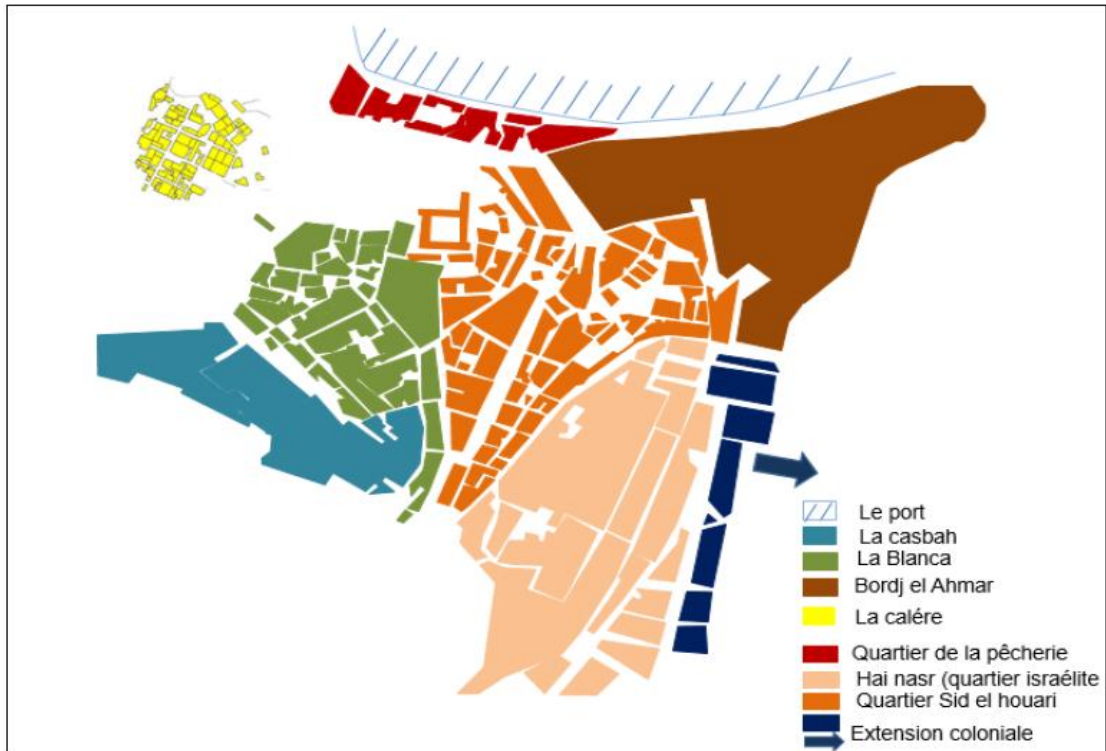 Le port
La casbah
La Blanca
Bordj el Ahmar
La calére
Quartier de la pêcherie
Hai nasr (quartier israélite
Quartier Sid el houari
Extension coloniale